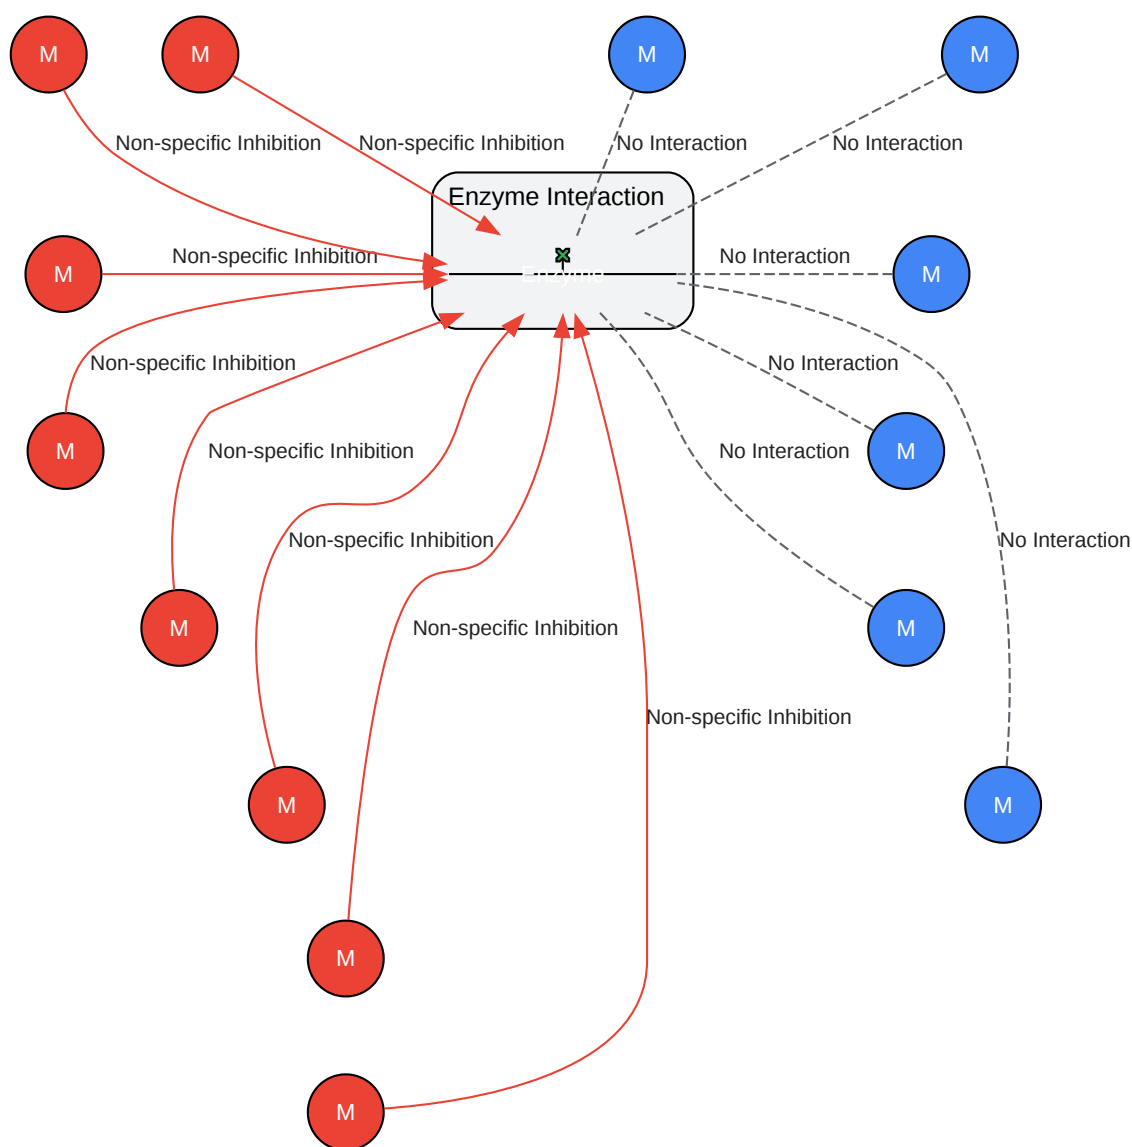 M
M
M
M
Non-specific Inhibition
Non-specific Inhibition
No Interaction
No Interaction
Enzyme Interaction
Non-specific Inhibition
No Interaction
M
Enzyme
M
Non-specific Inhibition
No Interaction
M
Non-specific Inhibition
No Interaction
M
Non-specific Inhibition
No Interaction
M
Non-specific Inhibition
M
Non-specific Inhibition
M
M
M
M